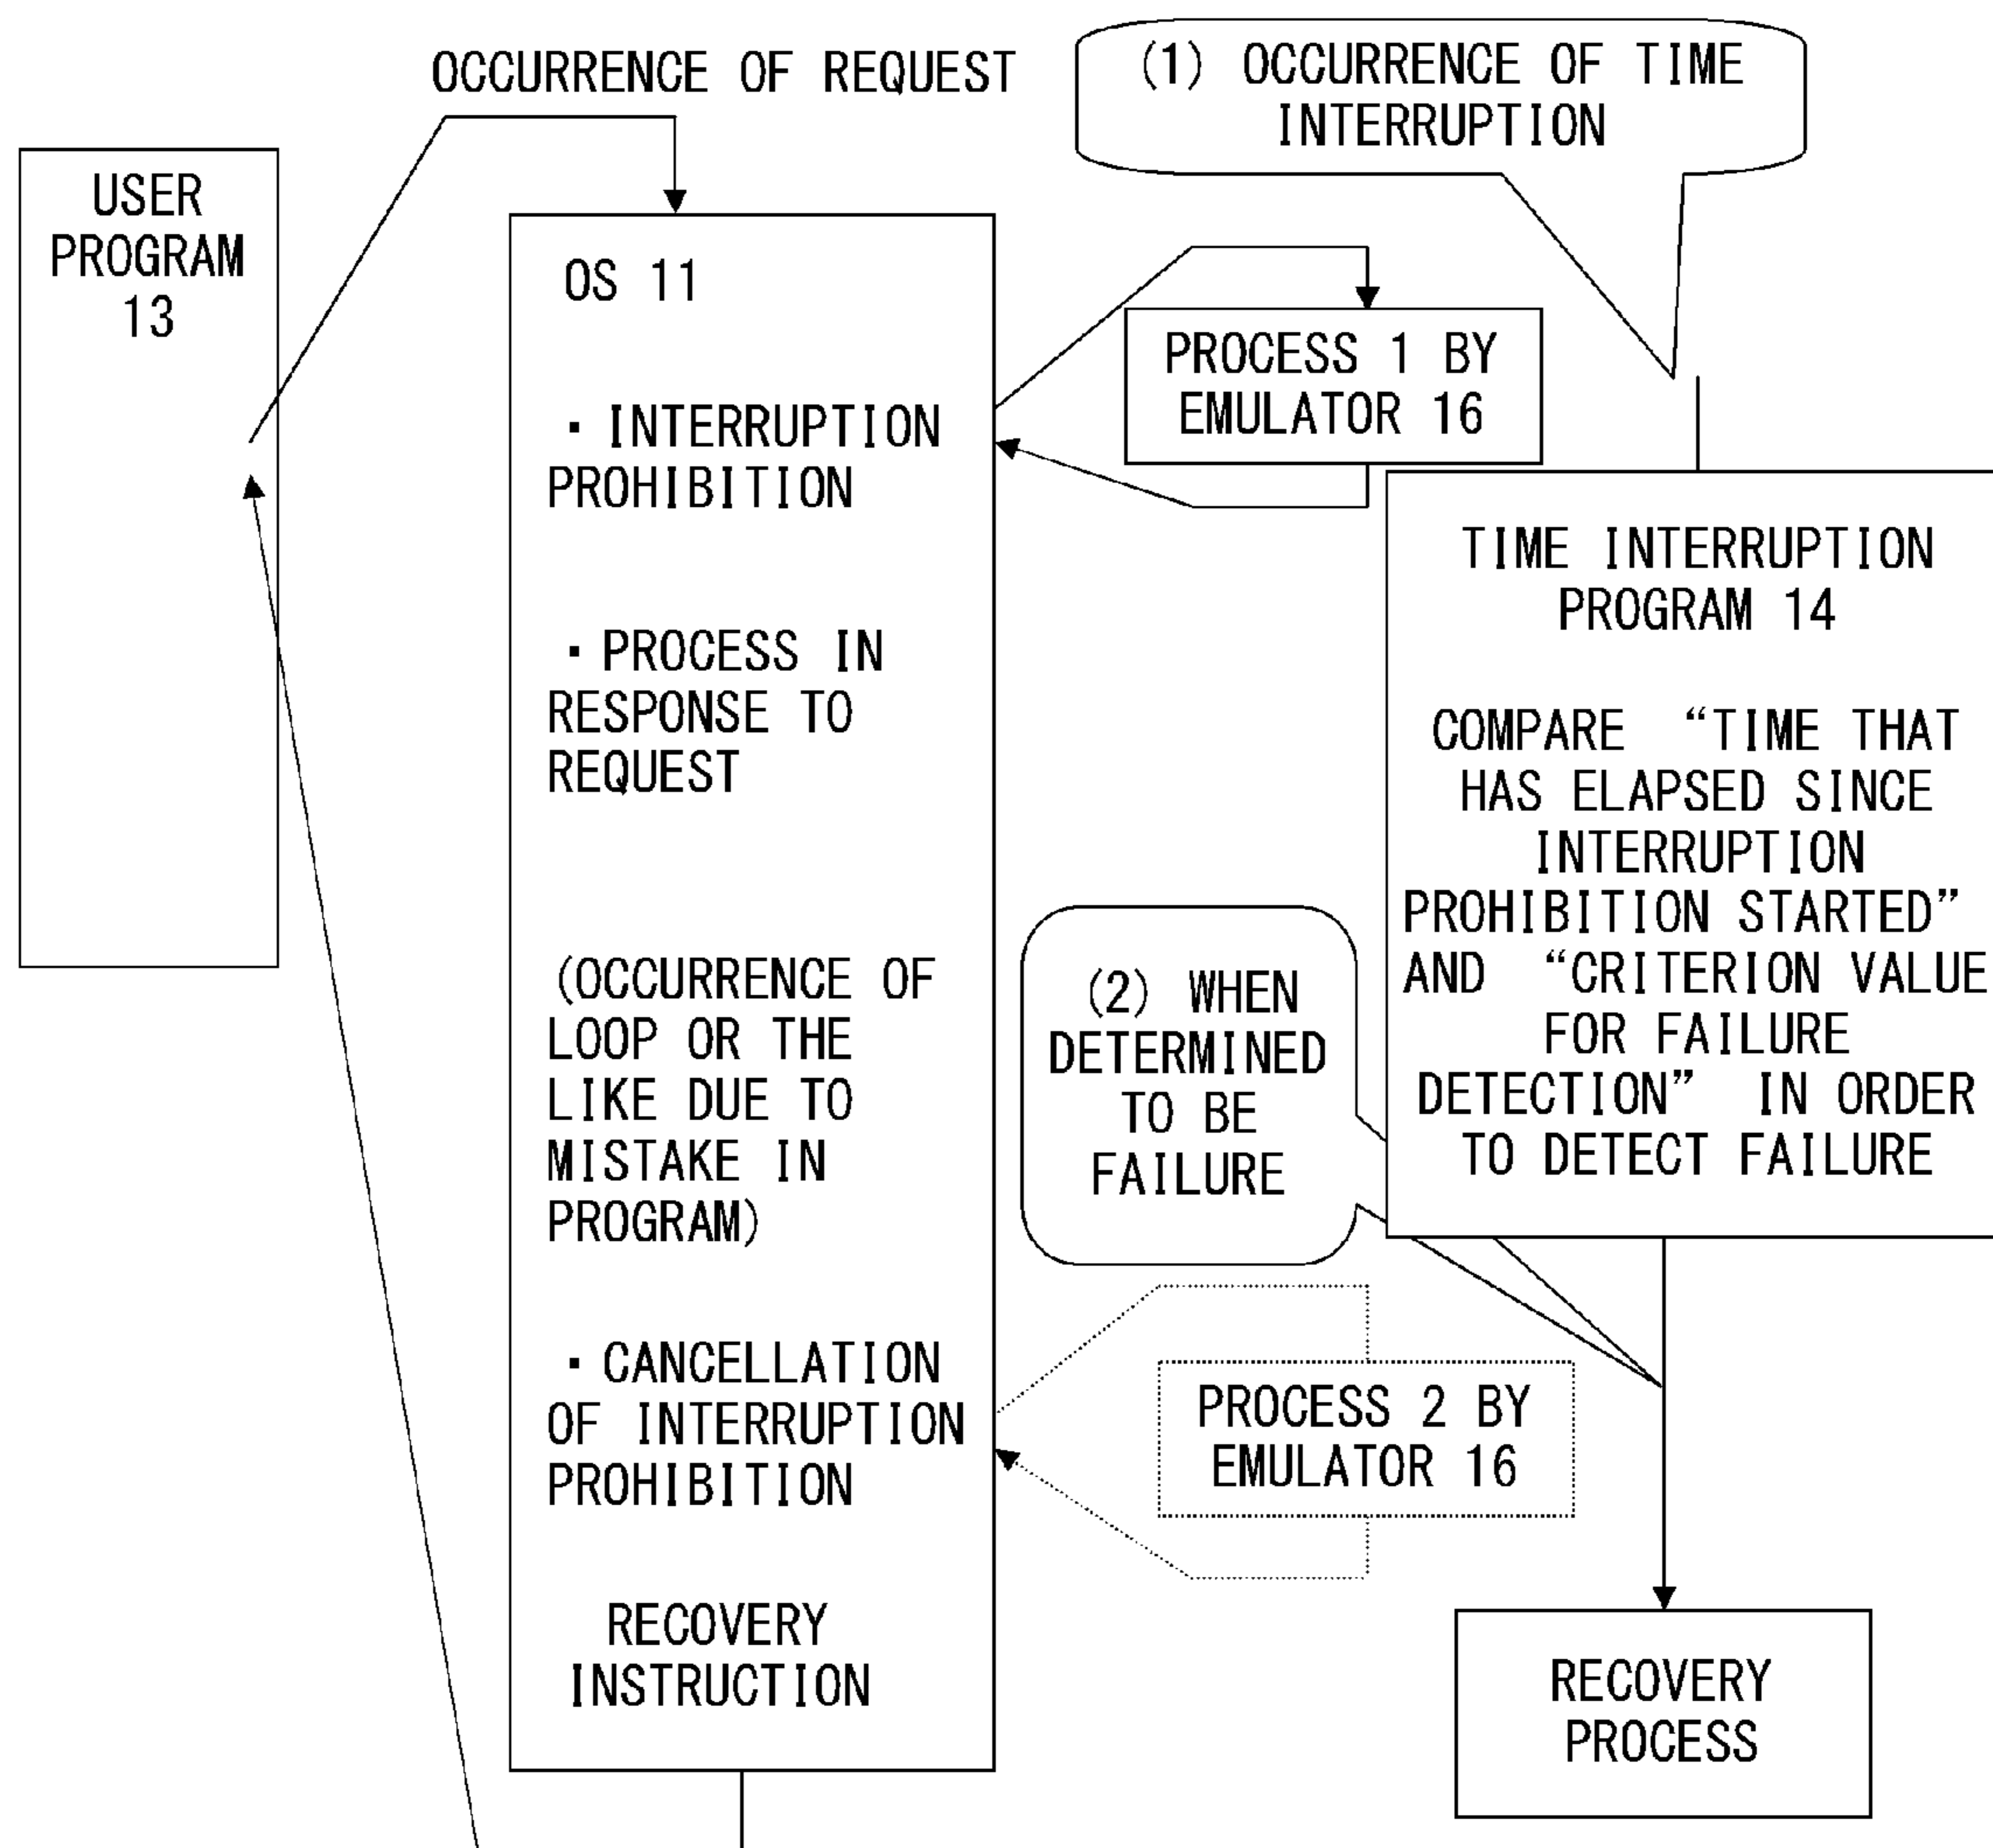 OCCURRENCE OF REQUEST
(1) OCCURRENCE OF TIME
INTERRUPTION
USER
PROGRAM
13
OS 11
・INTERRUPTION
PROHIBITION
・PROCESS IN
RESPONSE TO
REQUEST
(OCCURRENCE OF
LOOP OR THE
LIKE DUE TO
MISTAKE IN
PROGRAM)
・CANCELLATION
OF INTERRUPTION
PROHIBITION
RECOVERY
INSTRUCTION
PROCESS 1 BY
EMULATOR 16
TIME INTERRUPTION
PROGRAM 14
COMPARE “TIME THAT
HAS ELAPSED SINCE
INTERRUPTION
PROHIBITION STARTED”
AND “CRITERION VALUE
FOR FAILURE
DETECTION” IN ORDER
TO DETECT FAILURE
(2) WHEN
DETERMINED
TO BE
FAILURE
PROCESS 2 BY
EMULATOR 16
RECOVERY
PROCESS